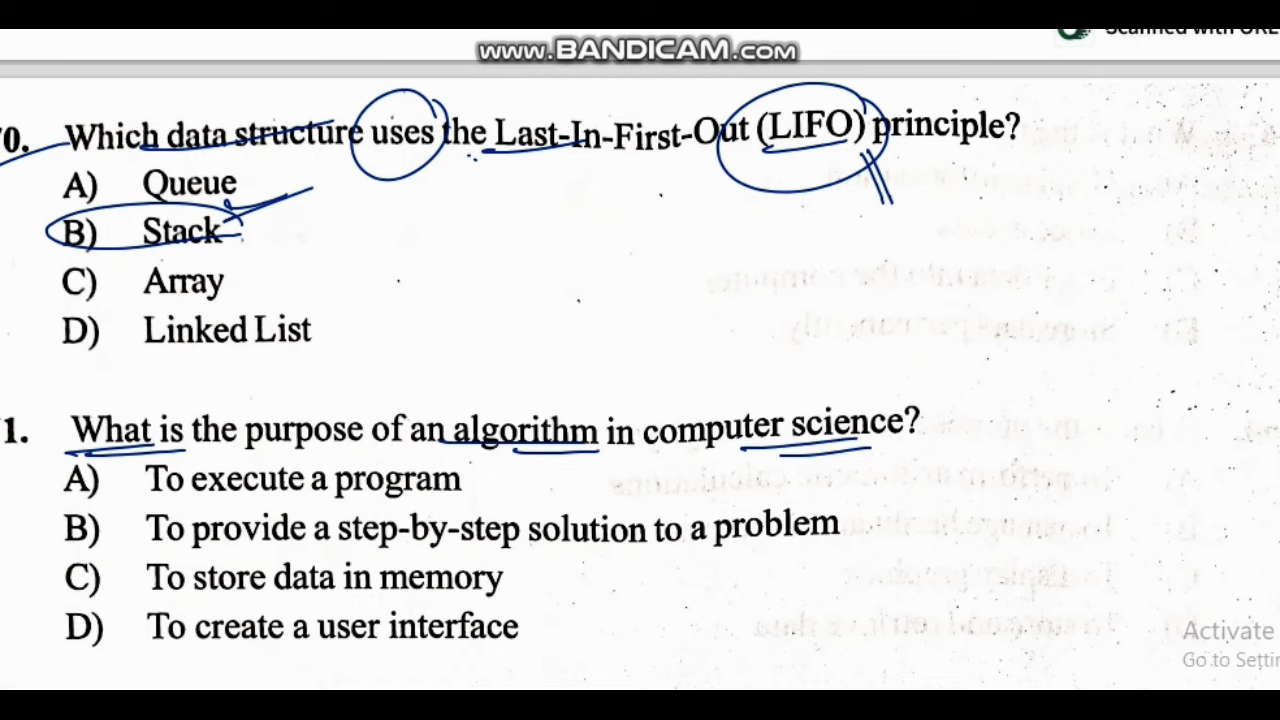 www.BANDICAM.com
Scanned with
0. Which data structure uses the Last-In-First-Out (LIFO) principle?
A) Queue
B) Stack
C) Array
D) Linked List
1. What is the purpose of an algorithm in computer science?
A) To execute a program
B) To provide a step-by-step solution to a problem
C) To store data in memory
D) To create a user interface
Activate
Go to Settin